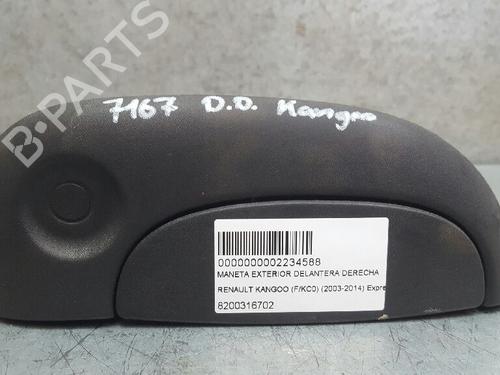 B-PARTS
7167 D.D. Kangoo
0000000002234588
MANETA EXTERIOR DELANTERA DERECHA
RENAULT KANGOO (F/KC0) (2003-2014) Expre
8200316702